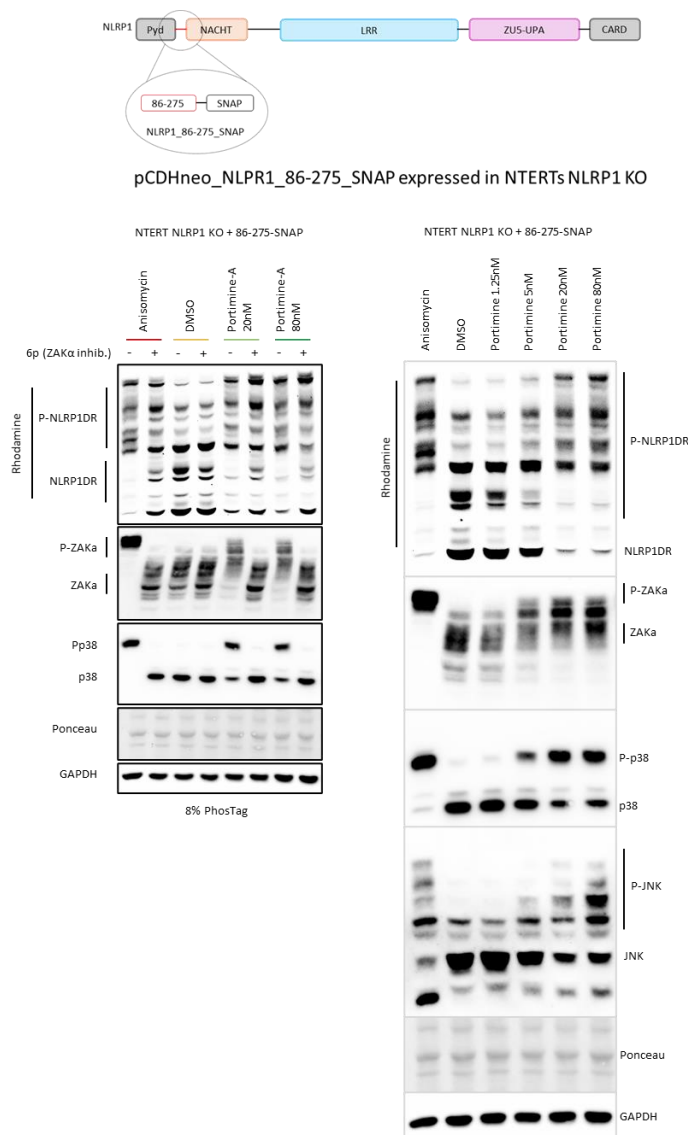 NLRP1 Pyd NACHT LRR ZU5-UPA CARD
86-275 SNAP
NLRP1_86-275_SNAP
pCDHneo_NLPR1_86-275_SNAP expressed in NTERTs NLRP1 KO
NTERT NLRP1 KO + 86-275-SNAP
Anisomycin
DMSO
Portimine-A
20nM
Portimine-A
80nM
6p (ZAKα inhib.) - + - + - + - +
Rhodamine
P-NLRP1DR
NLRP1DR
P-ZAKa
ZAKa
Pp38
p38
Ponceau
GAPDH
8% PhosTag
NTERT NLRP1 KO + 86-275-SNAP
Anisomycin
DMSO
Portimine 1.25nM
Portimine 5nM
Portimine 20nM
Portimine 80nM
Rhodamine
P-NLRP1DR
NLRP1DR
P-ZAKa
ZAKa
P-p38
p38
P-JNK
JNK
Ponceau
GAPDH